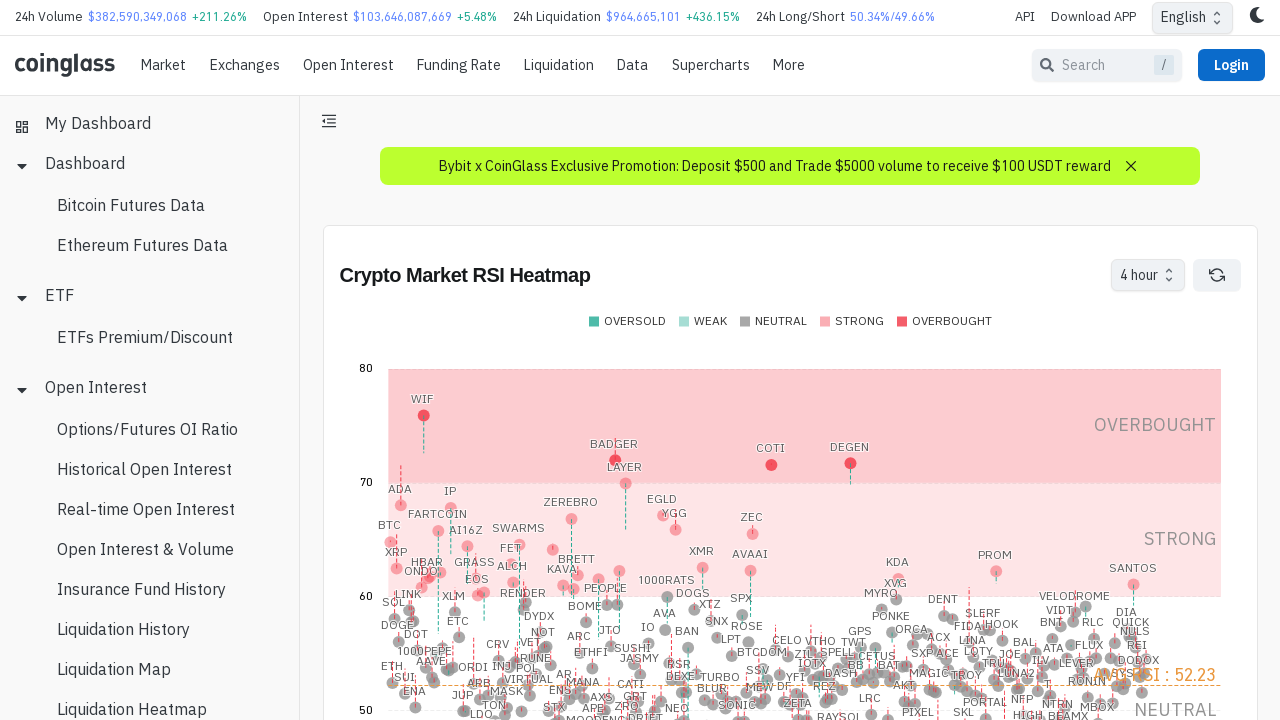 24h Volume $382,590,349,068 +211.26% Open Interest $103,646,087,669 +5.48% 24h Liquidation $964,665,101 +436.15% 24h Long/Short 50.34%/49.66% API Download APP English
coinglass Market Exchanges Open Interest Funding Rate Liquidation Data Supercharts More Search / Login
My Dashboard
Dashboard
Bitcoin Futures Data
Ethereum Futures Data
ETF
ETFs Premium/Discount
Open Interest
Options/Futures OI Ratio
Historical Open Interest
Real-time Open Interest
Open Interest & Volume
Insurance Fund History
Liquidation History
Liquidation Map
Liquidation Heatmap
Bybit x CoinGlass Exclusive Promotion: Deposit $500 and Trade $5000 volume to receive $100 USDT reward
Crypto Market RSI Heatmap 4 hour
OVERSOLD WEAK NEUTRAL STRONG OVERBOUGHT
80
WIF
OVERBOUGHT
BADGER COTI DEGEN
LAYER
70
ADA IP
ZEREBRO EGLD
FARTCOIN YGG ZEC
BTC AI16Z SWARMS
STRONG
XRP FET XMR AVAAI PROM
HBAR GRASS ALCH BRETT KDA
ONDO KAVA SANTOS
EOS 1000RATS XVG
LINK XLM RENDER PEOPLE DOGS MYRO
60
SOL BOME XTZ SPX DENT VELODROME
ETC DYDX AVA SNX PONKE SLERF VIDT DIA
DOGE JTO IO BAN ROSE GPS ORCA FIDA HOOK BNT RLC QUICK
DOT NOT ARC LPT ACX NULS
CRV VET SUSHI CELO VTHO TWT LINA BAL FLUX REI
1000PEPE RUNE ETHFI JASMY BTCDOM ZIL SPELL SXP ACE LOTY JOE ATA
AAVE CETUS ILV DODOX
ETH ORDI INJ POL RSR SSV IOTX BB BAT TRU LEVER
TURBO YFI DASH MAGIC TROY LUNA2
AVG RSI : 52.23
ARB VIRTUAL MANA CATI DEXE RONIN
ENA JUP MASK ENS GRT BLUR MEW REZ AKT
TON AXS ZRO SONIC ZETA LRC PORTAL NFP NTRN MBOX
50
LDO STX NEO PIXEL SKL HIGH BEAMX
RAYSOL
NEUTRAL